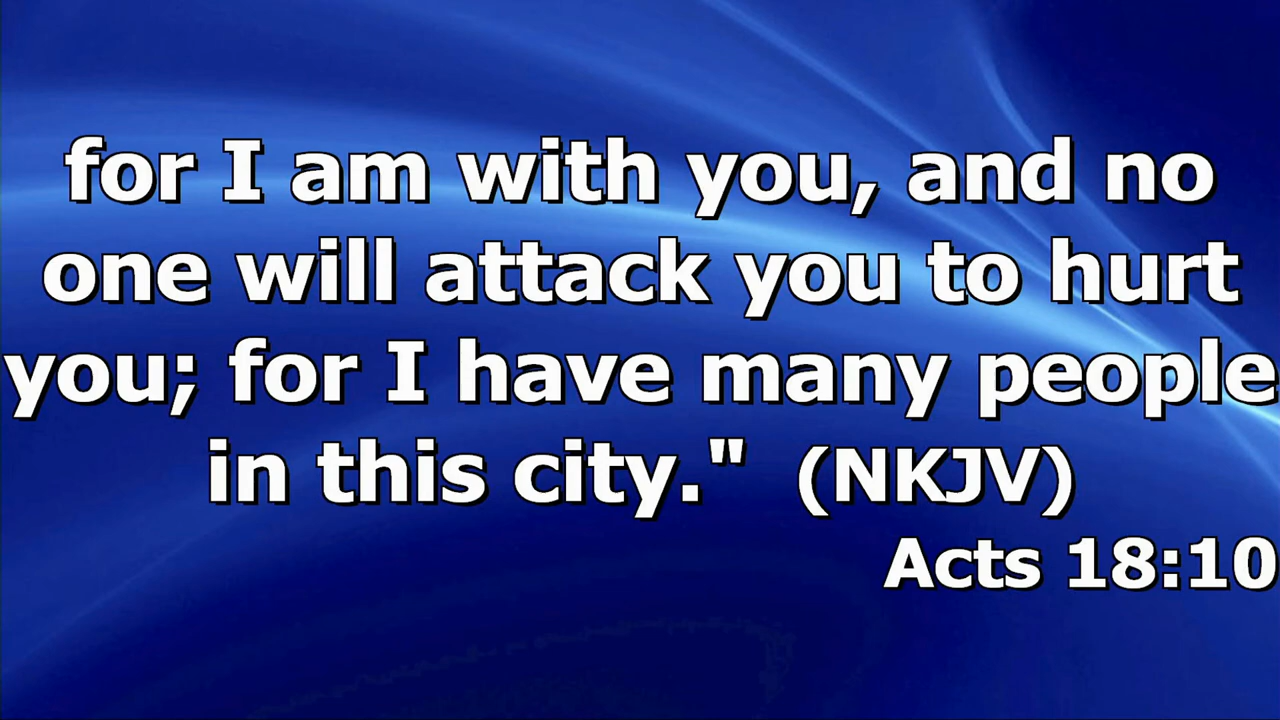 for I am with you, and no
one will attack you to hurt
you; for I have many people
in this city." (NKJV)
Acts 18:10